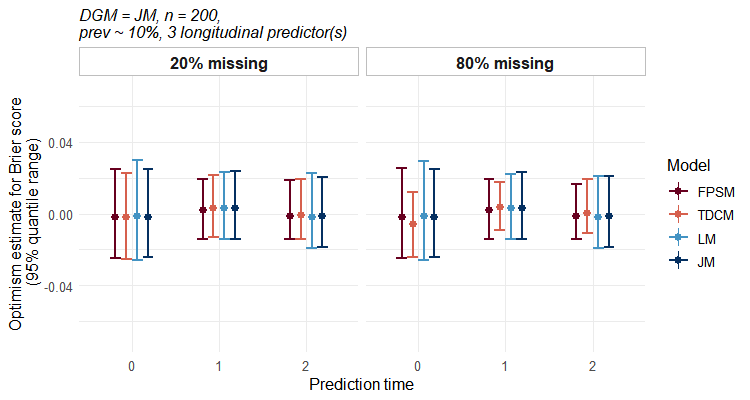 DGM = JM, n = 200,
prev ~ 10%, 3 longitudinal predictor(s)
20% missing
80% missing
Optimism estimate for Brier score
(95% quantile range)
0.04
0.00
-0.04
0
1
2
0
1
2
Prediction time
Model
FPSM
TDCM
LM
JM